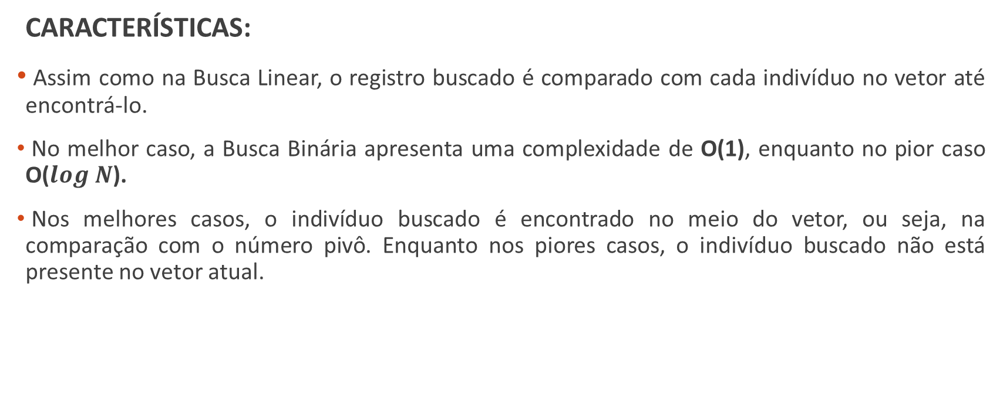 CARACTERÍSTICAS:
• Assim como na Busca Linear, o registro buscado é comparado com cada indivíduo no vetor até
encontrá-lo.
• No melhor caso, a Busca Binária apresenta uma complexidade de O(1), enquanto no pior caso
O(log N).
• Nos melhores casos, o indivíduo buscado é encontrado no meio do vetor, ou seja, na
comparação com o número pivô. Enquanto nos piores casos, o indivíduo buscado não está
presente no vetor atual.